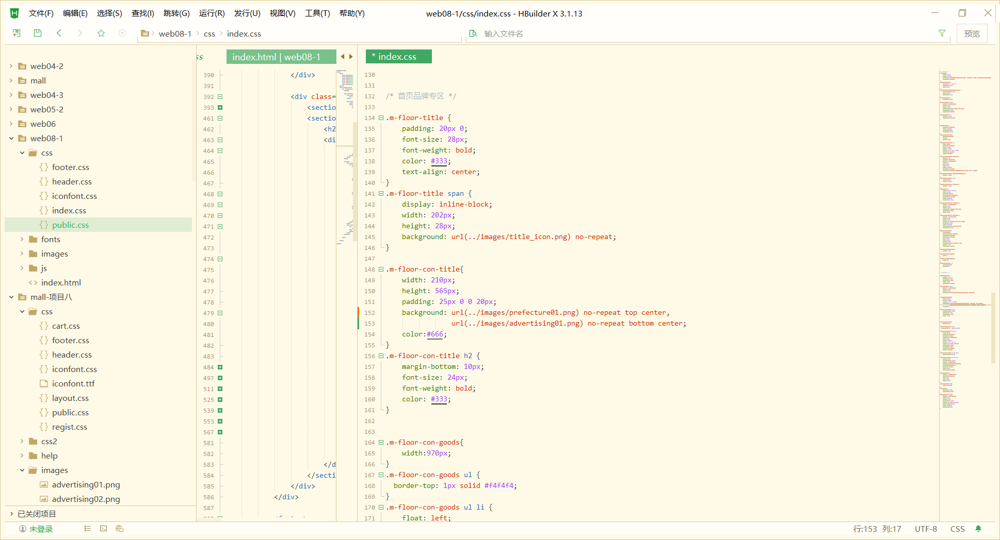 文件(F) 编辑(E) 选择(S) 查找(I) 跳转(G) 运行(R) 发行(U) 视图(V) 工具(T) 帮助(Y) web08-1/css/index.css - HBuilder X 3.1.13
web08-1 css index.css 输入文件名 预览
web04-2
mall
web04-3
web05-2
web06
web08-1
css
footer.css
header.css
iconfont.css
index.css
public.css
fonts
images
js
index.html
mall-项目八
css
cart.css
footer.css
header.css
iconfont.css
iconfont.ttf
layout.css
public.css
regist.css
css2
help
images
advertising01.png
advertising02.png
已关闭项目
ss index.html | web08-1
390 </div>
391
392 <div class=
393 <sectio
461 <sectio
462 <h2
463 <di
464
465
466
467
468
469
470
471
472
473
474
475
476
477
478
479
480
481
482
483
484
497
511
525
539
553
567
581
582
583 </d
584 </secti
585 </div>
586 </div>
587
* index.css
130
131
132 /* 首页品牌专区 */
133
134 .m-floor-title {
135 padding: 20px 0;
136 font-size: 28px;
137 font-weight: bold;
138 color: #333;
139 text-align: center;
140 }
141 .m-floor-title span {
142 display: inline-block;
143 width: 202px;
144 height: 28px;
145 background: url(../images/title_icon.png) no-repeat;
146 }
147
148 .m-floor-con-title{
149 width: 210px;
150 height: 565px;
151 padding: 25px 0 0 20px;
152 background: url(../images/prefecture01.png) no-repeat top center,
153 url(../images/advertising01.png) no-repeat bottom center;
154 color:#666;
155 }
156 .m-floor-con-title h2 {
157 margin-bottom: 10px;
158 font-size: 24px;
159 font-weight: bold;
160 color: #333;
161 }
162
163
164 .m-floor-con-goods{
165 width:970px;
166 }
167 .m-floor-con-goods ul {
168 border-top: 1px solid #f4f4f4;
169 }
170 .m-floor-con-goods ul li {
171 float: left;
未登录 行:153 列:17 UTF-8 CSS